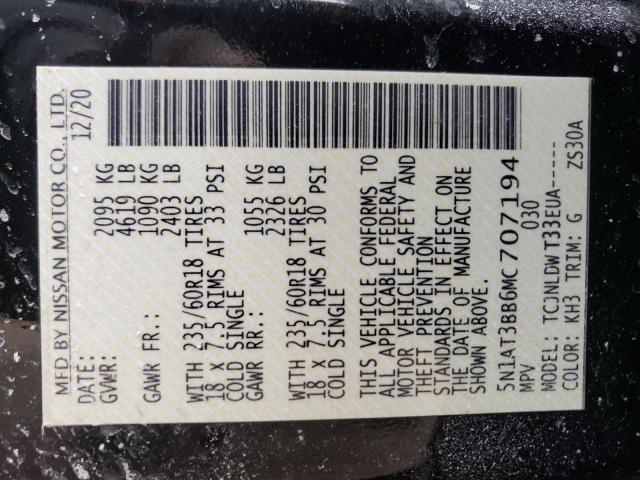 MFD BY NISSAN MOTOR CO., LTD.
DATE: 12/20
GVWR: 2095 KG
4619 LB
GAWR FR.: 1090 KG
2403 LB
WITH 235/60R18 TIRES
18 x 7.5 RIMS AT 33 PSI
COLD SINGLE
GAWR RR.: 1055 KG
2326 LB
WITH 235/60R18 TIRES
18 x 7.5 RIMS AT 30 PSI
COLD SINGLE
THIS VEHICLE CONFORMS TO
ALL APPLICABLE FEDERAL
MOTOR VEHICLE SAFETY AND
THEFT PREVENTION
STANDARDS IN EFFECT ON
THE DATE OF MANUFACTURE
SHOWN ABOVE.
5N1AT3BB6MC707194
MPV 030
MODEL: TCJNLDW T33EUA-----
COLOR: KH3 TRIM: G ZS30A